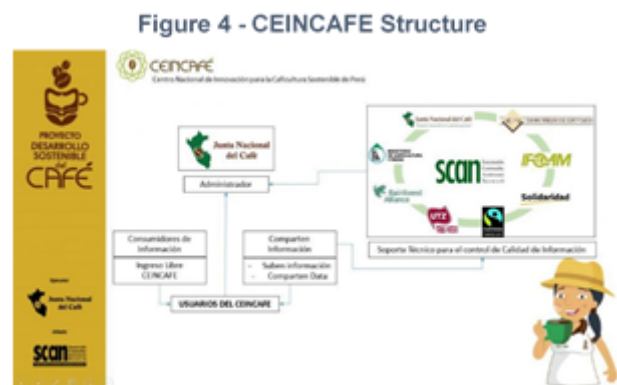 Figure 4 - CEINCAFE Structure
CEINCAFÉ
Centro Nacional de Innovación para la Caficultura Sostenible de Perú
PROYECTO
DESARROLLO
SOSTENIBLE
del
CAFÉ
Junta Nacional
del Café
Administrador
Junta Nacional del Café
scan
IFOAM
Rainforest
Alliance
Solidaridad
UTZ
FAIRTRADE
Soporte Técnico para el control de Calidad de Información
Consumidores de
Información
Ingreso Libre
CEINCAFE
Comparten
Información
- Suben información
- Comparten Data
USUARIOS DEL CEINCAFE
Junta Nacional
del Café
scan